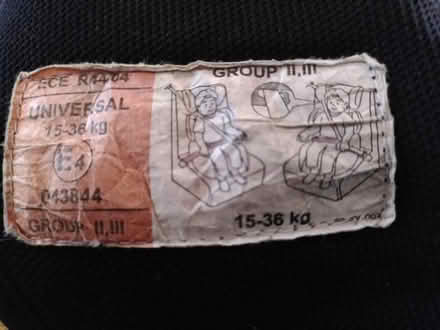 ECE R44/04
UNIVERSAL
15-36 kg
E4
043844
GROUP II,III
GROUP II,III
15-36 kg